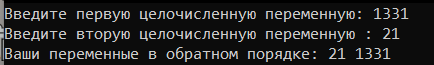 Введите первую целочисленную переменную: 1331
Введите вторую целочисленную переменную : 21
Ваши переменные в обратном порядке: 21 1331